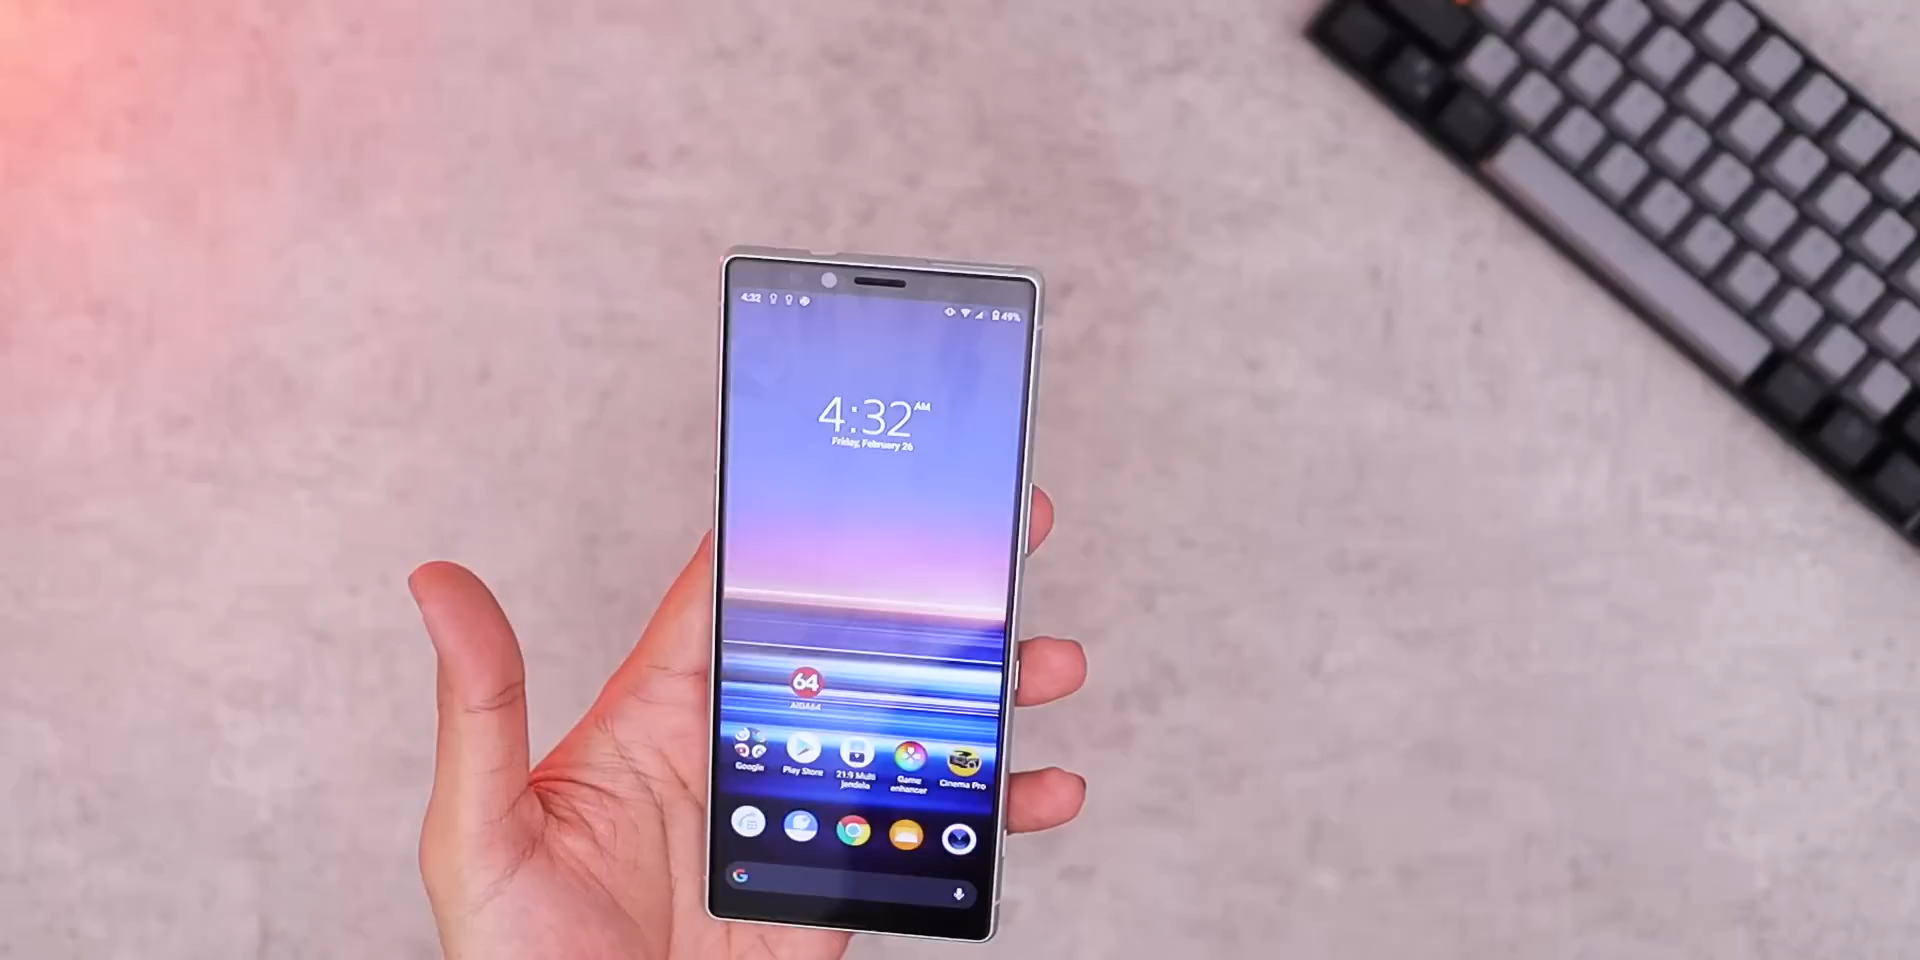 4:32
49%
4:32 AM
Friday, February 26
64
AIDA64
Google
Play Store
21:9 Multi Jendela
Game enhancer
Cinema Pro
G